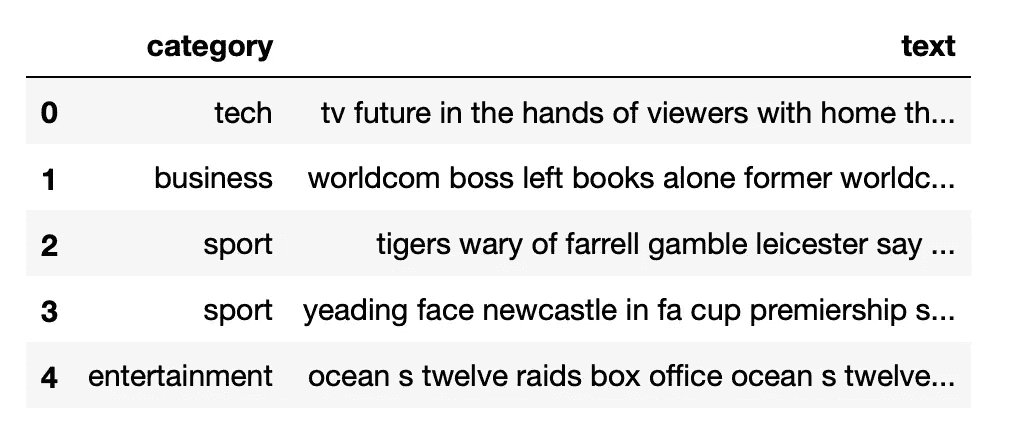 category text
0 tech tv future in the hands of viewers with home th...
1 business worldcom boss left books alone former worldc...
2 sport tigers wary of farrell gamble leicester say ...
3 sport yeading face newcastle in fa cup premiership s...
4 entertainment ocean s twelve raids box office ocean s twelve...